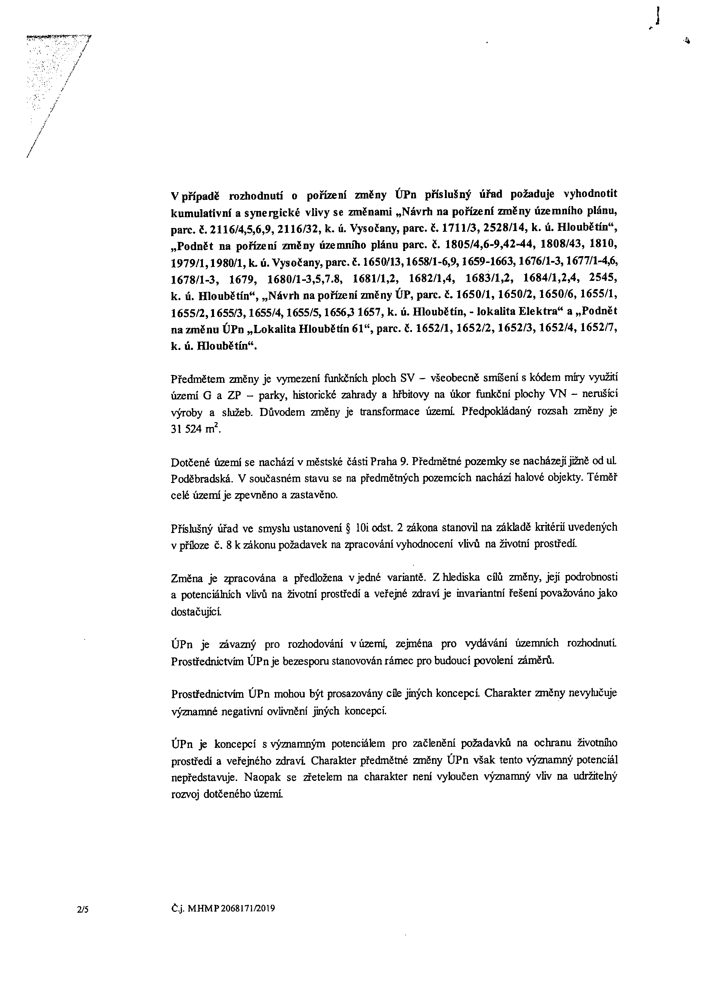 V případě rozhodnutí o pořízení změny ÚPn příslušný úřad požaduje vyhodnotit
kumulativní a synergické vlivy se změnami „Návrh na pořízení změny územního plánu,
parc. č. 2116/4,5,6,9, 2116/32, k. ú. Vysočany, parc. č. 1711/3, 2528/14, k. ú. Hloubětín“,
„Podnět na pořízení změny územního plánu parc. č. 1805/4,6-9,42-44, 1808/43, 1810,
1979/1, 1980/1, k. ú. Vysočany, parc. č. 1650/13, 1658/1-6,9, 1659-1663, 1676/1-3, 1677/1-4,6,
1678/1-3, 1679, 1680/1-3,5,7.8, 1681/1,2, 1682/1,4, 1683/1,2, 1684/1,2,4, 2545,
k. ú. Hloubětín“, „Návrh na pořízení změny ÚP, parc. č. 1650/1, 1650/2, 1650/6, 1655/1,
1655/2, 1655/3, 1655/4, 1655/5, 1656,3 1657, k. ú. Hloubětín, - lokalita Elektra“ a „Podnět
na změnu ÚPn „Lokalita Hloubětín 61“, parc. č. 1652/1, 1652/2, 1652/3, 1652/4, 1652/7,
k. ú. Hloubětín“.
Předmětem změny je vymezení funkčních ploch SV – všeobecně smíšení s kódem míry využití
území G a ZP – parky, historické zahrady a hřbitovy na úkor funkční plochy VN – nerušící
výroby a služeb. Důvodem změny je transformace území. Předpokládaný rozsah změny je
31 524 m².
Dotčené území se nachází v městské části Praha 9. Předmětné pozemky se nacházejí jižně od ul.
Poděbradská. V současném stavu se na předmětných pozemcích nachází halové objekty. Téměř
celé území je zpevněno a zastavěno.
Příslušný úřad ve smyslu ustanovení § 10i odst. 2 zákona stanovil na základě kritérií uvedených
v příloze č. 8 k zákonu požadavek na zpracování vyhodnocení vlivů na životní prostředí.
Změna je zpracována a předložena v jedné variantě. Z hlediska cílů změny, její podrobnosti
a potenciálních vlivů na životní prostředí a veřejné zdraví je invariantní řešení považováno jako
dostačující.
ÚPn je závazný pro rozhodování v území, zejména pro vydávání územních rozhodnutí.
Prostřednictvím ÚPn je bezesporu stanovován rámec pro budoucí povolení záměrů.
Prostřednictvím ÚPn mohou být prosazovány cíle jiných koncepcí. Charakter změny nevylučuje
významné negativní ovlivnění jiných koncepcí.
ÚPn je koncepcí s významným potenciálem pro začlenění požadavků na ochranu životního
prostředí a veřejného zdraví. Charakter předmětné změny ÚPn však tento významný potenciál
nepředstavuje. Naopak se zřetelem na charakter není vyloučen významný vliv na udržitelný
rozvoj dotčeného území.
2/5 Č.j. MHMP 2068171/2019